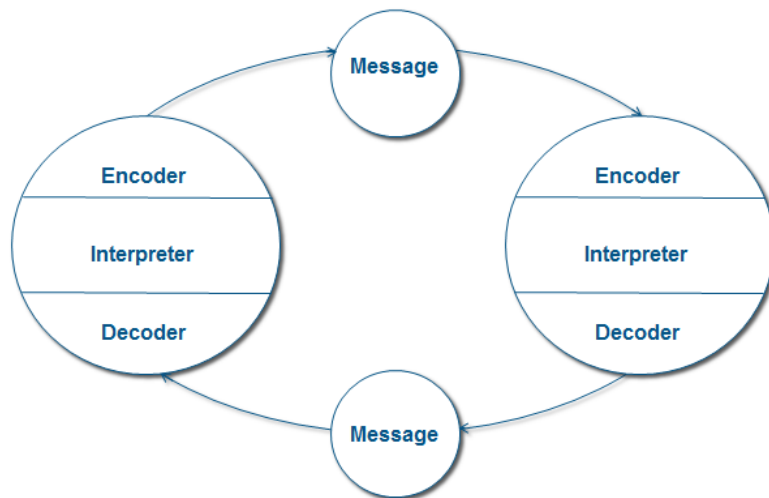 Message
Encoder
Interpreter
Decoder
Encoder
Interpreter
Decoder
Message